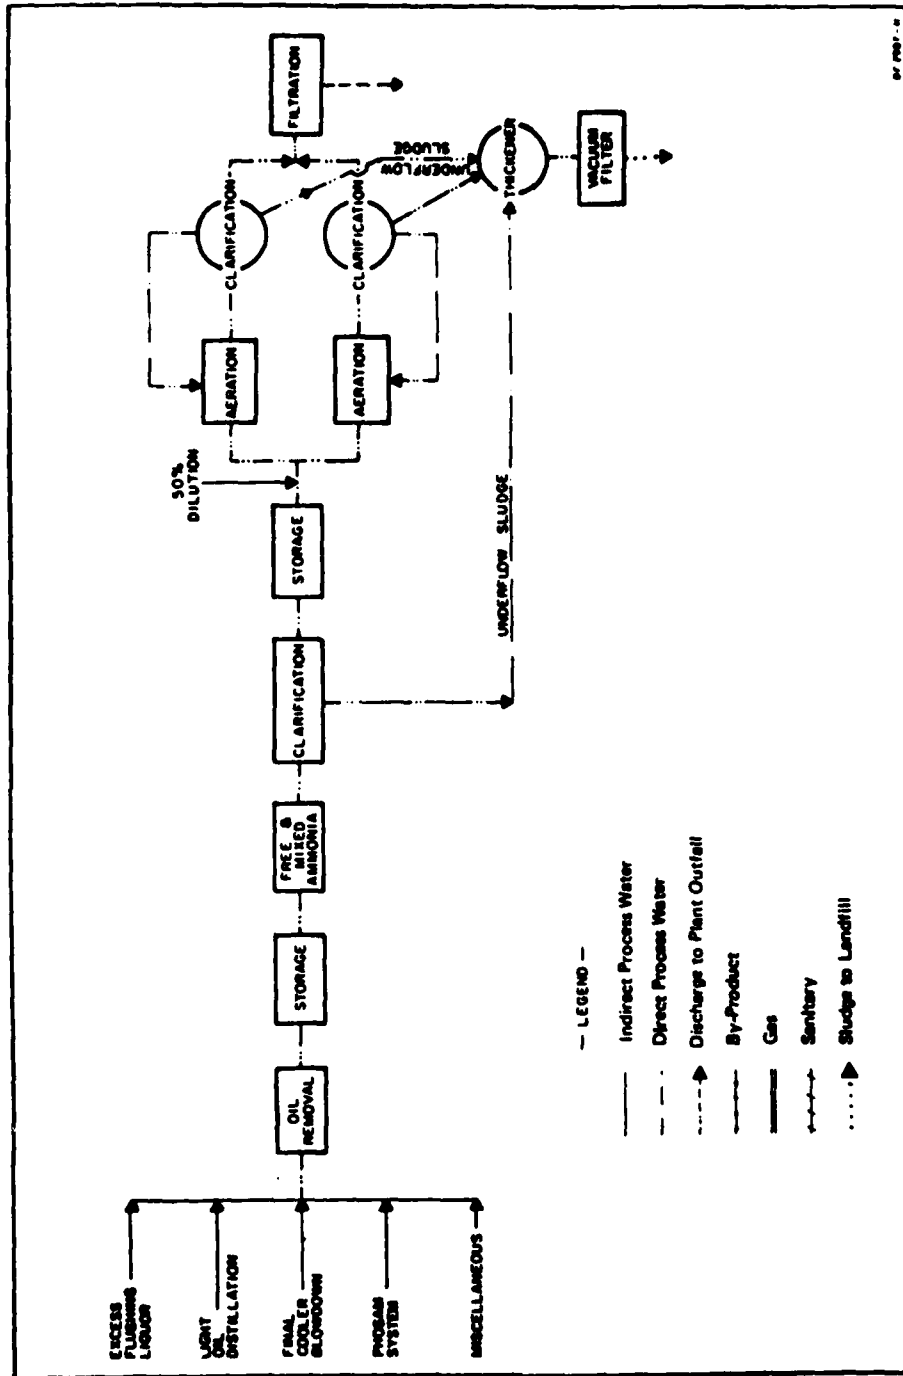 EXCESS
FLUSHING
LIQUOR
LIGHT
OIL
DISTILLATION
FINAL
COOLER
BLOWDOWN
PHOSAM
SYSTEM
MISCELLANEOUS
OIL
REMOVAL
STORAGE
FREE &
MIXED
AMMONIA
CLARIFICATION
STORAGE
50%
DILUTION
AERATION
CLARIFICATION
AERATION
CLARIFICATION
FILTRATION
UNDERFLOW
SLUDGE
THICKENER
VACUUM
FILTER
UNDERFLOW SLUDGE
— LEGEND —
Indirect Process Water
Direct Process Water
Discharge to Plant Outfall
By-Product
Gas
Sanitary
Sludge to Landfill